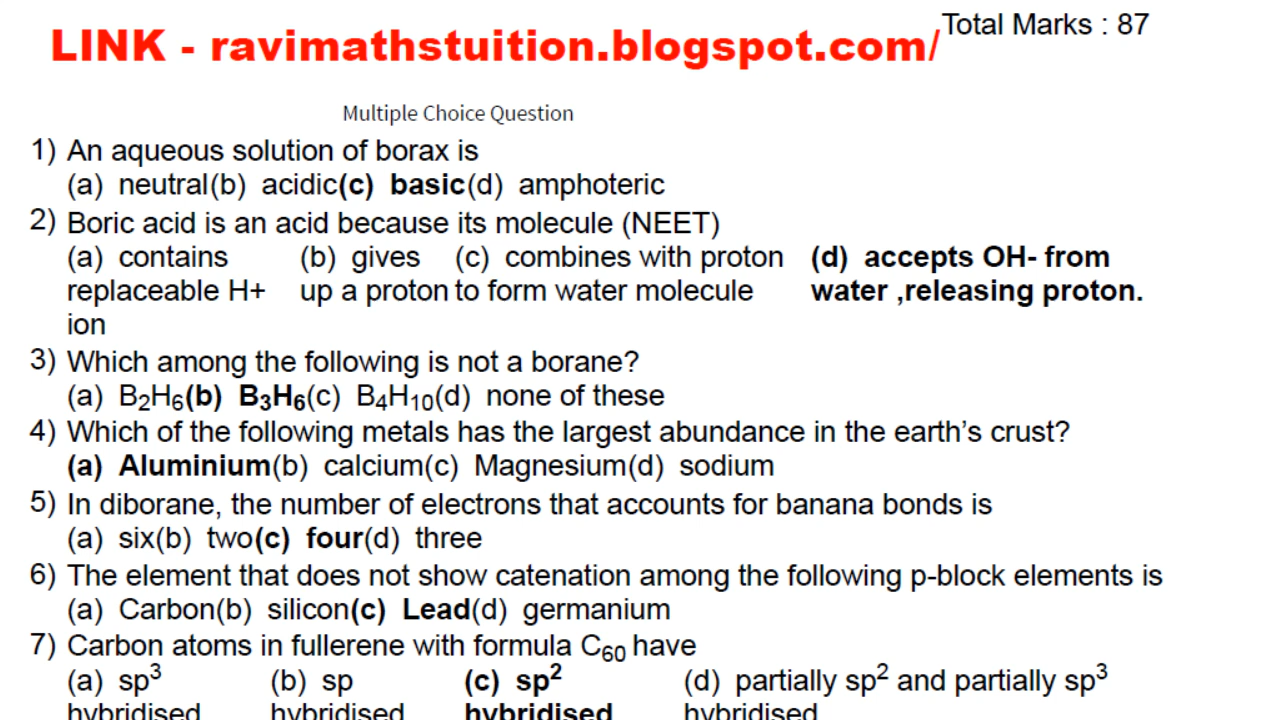 LINK - ravimathstuition.blogspot.com/ Total Marks : 87
Multiple Choice Question
1) An aqueous solution of borax is
(a) neutral(b) acidic(c) basic(d) amphoteric
2) Boric acid is an acid because its molecule (NEET)
(a) contains (b) gives (c) combines with proton (d) accepts OH- from
replaceable H+ up a proton to form water molecule water ,releasing proton.
ion
3) Which among the following is not a borane?
(a) B₂H₆(b) B₃H₆(c) B₄H₁₀(d) none of these
4) Which of the following metals has the largest abundance in the earth’s crust?
(a) Aluminium(b) calcium(c) Magnesium(d) sodium
5) In diborane, the number of electrons that accounts for banana bonds is
(a) six(b) two(c) four(d) three
6) The element that does not show catenation among the following p-block elements is
(a) Carbon(b) silicon(c) Lead(d) germanium
7) Carbon atoms in fullerene with formula C₆₀ have
(a) sp³ (b) sp (c) sp² (d) partially sp² and partially sp³
hybridised hybridised hybridised hybridised